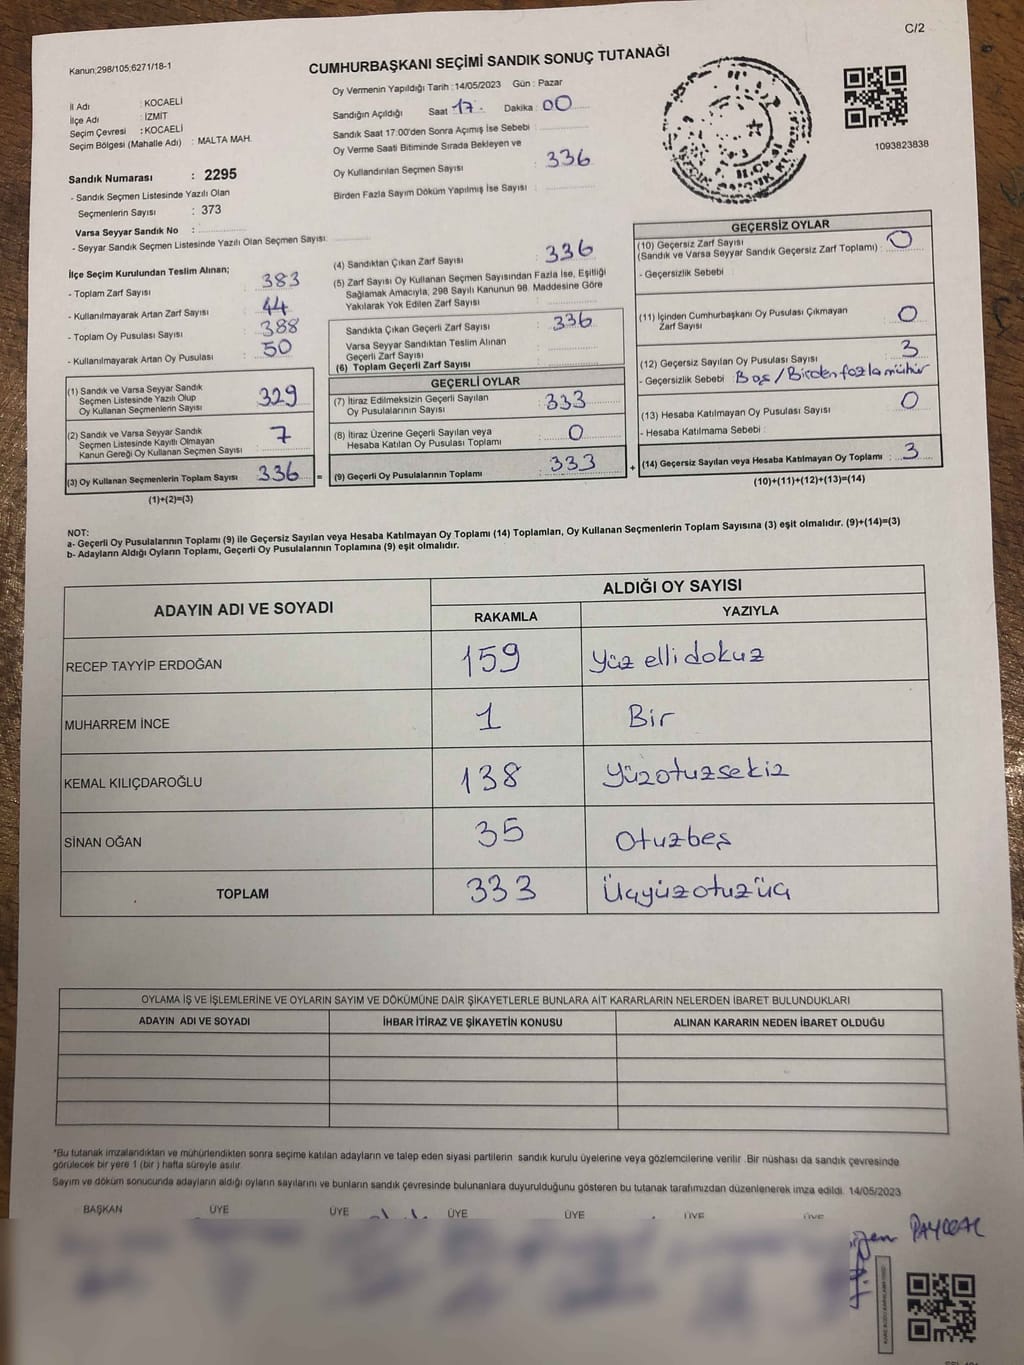 C/2
Kanun;298/105;6271/18-1
CUMHURBAŞKANI SEÇİMİ SANDIK SONUÇ TUTANAĞI
İl Adı : KOCAELİ
İlçe Adı : İZMİT
Seçim Çevresi : KOCAELİ
Seçim Bölgesi (Mahalle Adı) : MALTA MAH.
Sandık Numarası : 2295
- Sandık Seçmen Listesinde Yazılı Olan
Seçmenlerin Sayısı : 373
Varsa Seyyar Sandık No :
- Seyyar Sandık Seçmen Listesinde Yazılı Olan Seçmen Sayısı:
Oy Vermenin Yapıldığı Tarih : 14/05/2023 Gün : Pazar
Sandığın Açıldığı Saat 17. Dakika : 00
Sandık Saat 17:00'den Sonra Açımış İse Sebebi :
Oy Verme Saati Bitiminde Sırada Bekleyen ve
Oy Kullandırılan Seçmen Sayısı : 336
Birden Fazla Sayım Döküm Yapılmış İse Sayısı :
1093823838
İlçe Seçim Kurulundan Teslim Alınan;
- Toplam Zarf Sayısı : 383
- Kullanılmayarak Artan Zarf Sayısı : 44
- Toplam Oy Pusulası Sayısı : 388
- Kullanılmayarak Artan Oy Pusulası : 50
(1) Sandık ve Varsa Seyyar Sandık
Seçmen Listesinde Yazılı Olup
Oy Kullanan Seçmenlerin Sayısı : 329
(2) Sandık ve Varsa Seyyar Sandık
Seçmen Listesinde Kayıtlı Olmayan
Kanun Gereği Oy Kullanan Seçmen Sayısı : 7
(3) Oy Kullanan Seçmenlerin Toplam Sayısı : 336 =
(1)+(2)=(3)
(4) Sandıktan Çıkan Zarf Sayısı : 336
(5) Zarf Sayısı Oy Kullanan Seçmen Sayısından Fazla İse, Eşitliği
Sağlamak Amacıyla; 298 Sayılı Kanunun 98. Maddesine Göre
Yakılarak Yok Edilen Zarf Sayısı :
Sandıkta Çıkan Geçerli Zarf Sayısı : 336
Varsa Seyyar Sandıktan Teslim Alınan
Geçerli Zarf Sayısı :
(6) Toplam Geçerli Zarf Sayısı :
GEÇERLİ OYLAR
(7) İtiraz Edilmeksizin Geçerli Sayılan
Oy Pusulalarının Sayısı : 333
(8) İtiraz Üzerine Geçerli Sayılan veya
Hesaba Katılan Oy Pusulası Toplamı : 0
(9) Geçerli Oy Pusulalarının Toplamı : 333 +
GEÇERSİZ OYLAR
(10) Geçersiz Zarf Sayısı
(Sandık ve Varsa Seyyar Sandık Geçersiz Zarf Toplamı) : 0
- Geçersizlik Sebebi :
(11) İçinden Cumhurbaşkanı Oy Pusulası Çıkmayan
Zarf Sayısı : 0
(12) Geçersiz Sayılan Oy Pusulası Sayısı : 3
- Geçersizlik Sebebi : Boş/Birden fazla mühür
(13) Hesaba Katılmayan Oy Pusulası Sayısı : 0
- Hesaba Katılmama Sebebi :
(14) Geçersiz Sayılan veya Hesaba Katılmayan Oy Toplamı : 3
(10)+(11)+(12)+(13)=(14)
NOT:
a- Geçerli Oy Pusulalarının Toplamı (9) ile Geçersiz Sayılan veya Hesaba Katılmayan Oy Toplamı (14) Toplamları, Oy Kullanan Seçmenlerin Toplam Sayısına (3) eşit olmalıdır. (9)+(14)=(3)
b- Adayların Aldığı Oyların Toplamı, Geçerli Oy Pusulalarının Toplamına (9) eşit olmalıdır.
ADAYIN ADI VE SOYADI
ALDIĞI OY SAYISI
RAKAMLA YAZIYLA
RECEP TAYYİP ERDOĞAN 159 Yüz elli dokuz
MUHARREM İNCE 1 Bir
KEMAL KILIÇDAROĞLU 138 Yüzotuzsekiz
SİNAN OĞAN 35 Otuzbeş
TOPLAM 333 Üçyüzotuzüç
OYLAMA İŞ VE İŞLEMLERİNE VE OYLARIN SAYIM VE DÖKÜMÜNE DAİR ŞİKAYETLERLE BUNLARA AİT KARARLARIN NELERDEN İBARET BULUNDUKLARI
ADAYIN ADI VE SOYADI İHBAR İTİRAZ VE ŞİKAYETİN KONUSU ALINAN KARARIN NEDEN İBARET OLDUĞU
*Bu tutanak imzalandıktan ve mühürlendikten sonra seçime katılan adayların ve talep eden siyasi partilerin sandık kurulu üyelerine veya gözlemcilerine verilir .Bir nüshası da sandık çevresinde
görülecek bir yere 1 (bir ) hafta süreyle asılır.
Sayım ve döküm sonucunda adayların aldığı oyların sayılarını ve bunların sandık çevresinde bulunanlara duyurulduğunu gösteren bu tutanak tarafımızdan düzenlenerek imza edildi. 14/05/2023
BAŞKAN ÜYE ÜYE ÜYE ÜYE ÜYE ÜYE